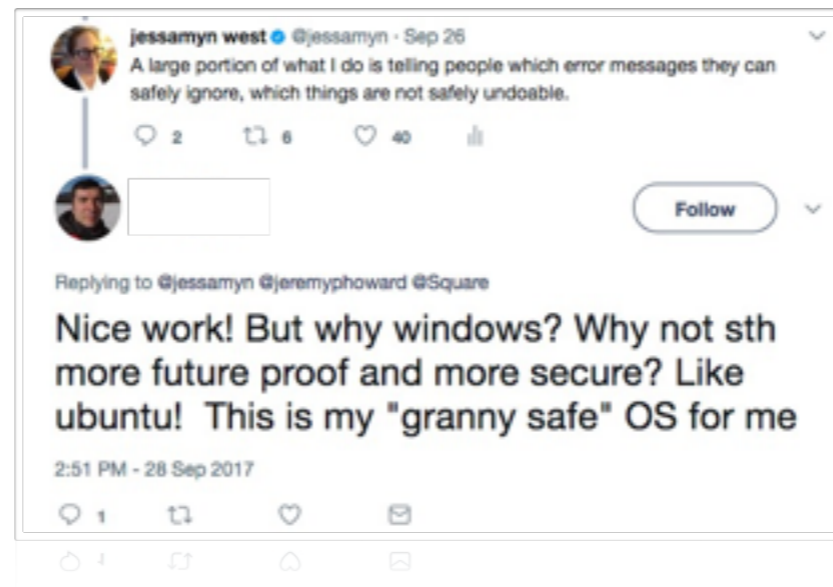 jessamyn west @jessamyn · Sep 26
A large portion of what I do is telling people which error messages they can
safely ignore, which things are not safely undoable.
2 6 40
Follow
Replying to @jessamyn @jeremyphoward @Square
Nice work! But why windows? Why not sth
more future proof and more secure? Like
ubuntu! This is my "granny safe" OS for me
2:51 PM - 28 Sep 2017
1